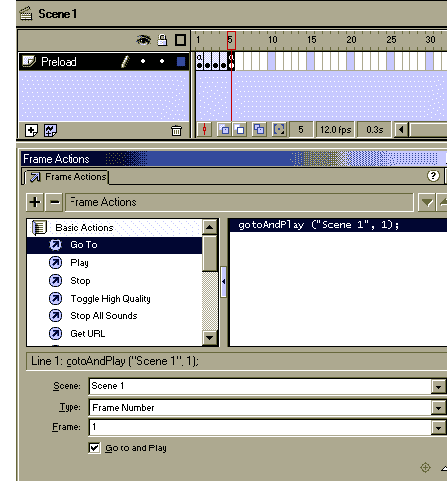 Scene1
1 5 10 15 20 25 30
Preload
a a
5 12.0 fps 0.3s
Frame Actions
Frame Actions
?
+ - Frame Actions
Basic Actions
Go To
Play
Stop
Toggle High Quality
Stop All Sounds
Get URL
gotoAndPlay ("Scene 1", 1);
Line 1: gotoAndPlay ("Scene 1", 1);
Scene: Scene 1
Type: Frame Number
Frame: 1
Go to and Play